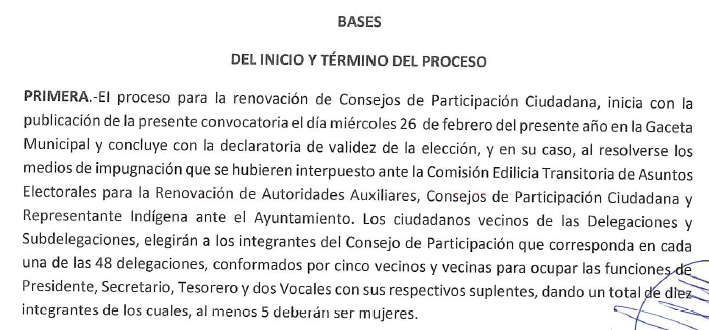 BASES
DEL INICIO Y TÉRMINO DEL PROCESO
PRIMERA.-El proceso para la renovación de Consejos de Participación Ciudadana, inicia con la
publicación de la presente convocatoria el día miércoles 26 de febrero del presente año en la Gaceta
Municipal y concluye con la declaratoria de validez de la elección, y en su caso, al resolverse los
medios de impugnación que se hubieren interpuesto ante la Comisión Edilicia Transitoria de Asuntos
Electorales para la Renovación de Autoridades Auxiliares, Consejos de Participación Ciudadana y
Representante Indígena ante el Ayuntamiento. Los ciudadanos vecinos de las Delegaciones y
Subdelegaciones, elegirán a los integrantes del Consejo de Participación que corresponda en cada
una de las 48 delegaciones, conformados por cinco vecinos y vecinas para ocupar las funciones de
Presidente, Secretario, Tesorero y dos Vocales con sus respectivos suplentes, dando un total de diez
integrantes de los cuales, al menos 5 deberán ser mujeres.